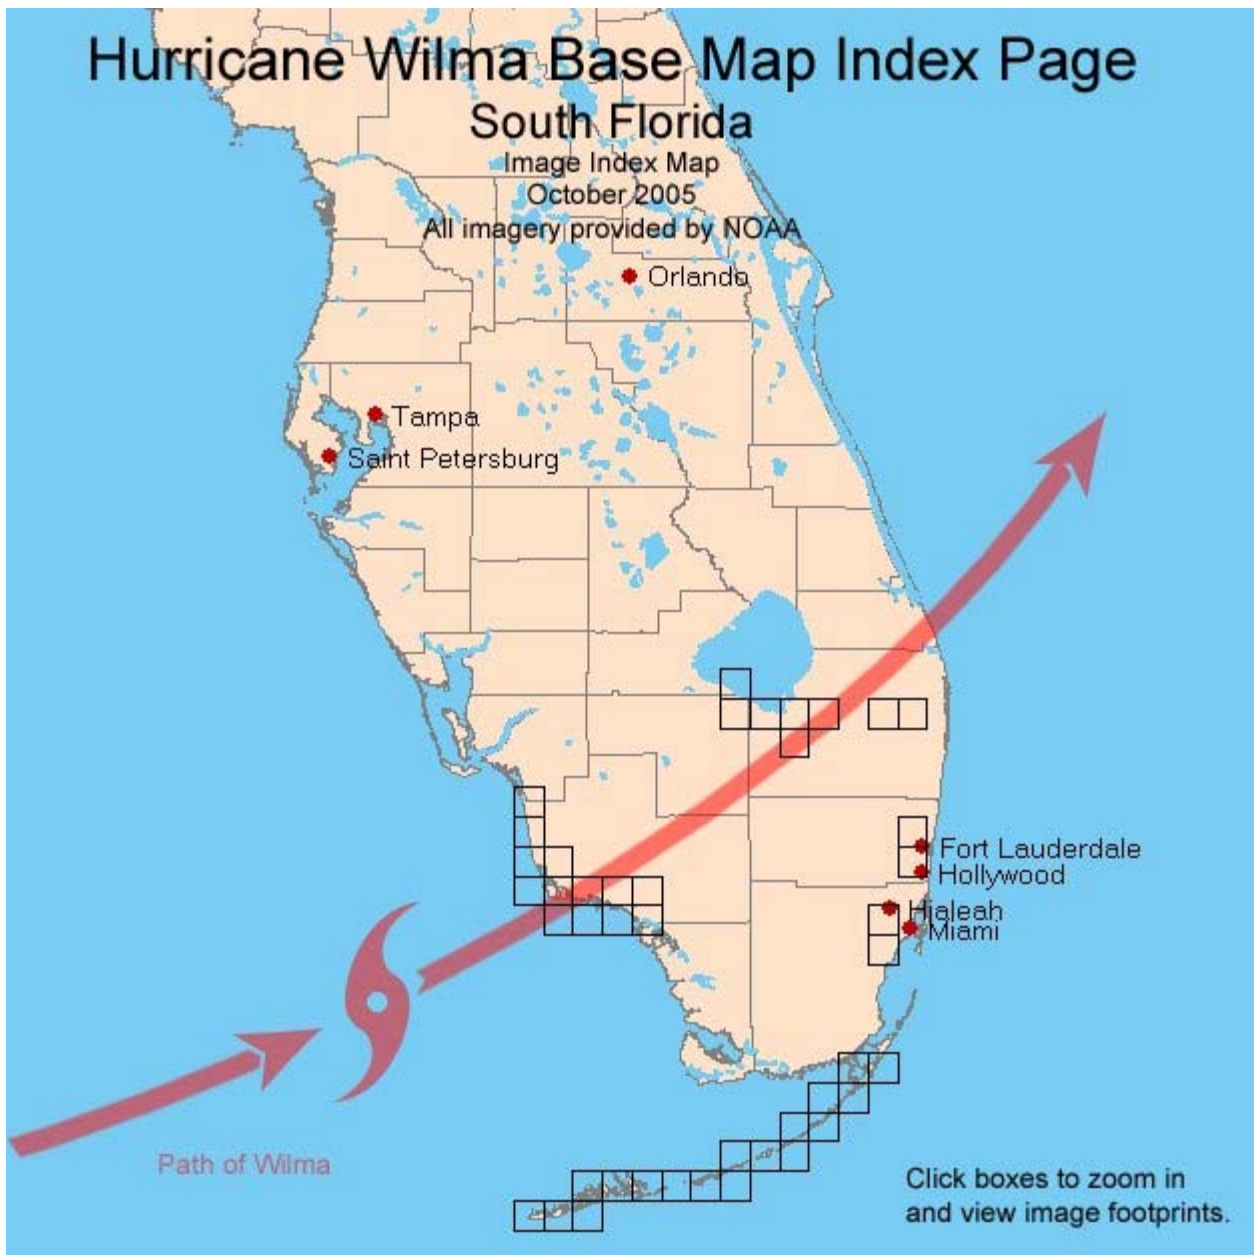 Hurricane Wilma Base Map Index Page
South Florida
Image Index Map
October 2005
All imagery provided by NOAA
Orlando
Tampa
Saint Petersburg
Fort Lauderdale
Hollywood
Hialeah
Miami
Path of Wilma
Click boxes to zoom in
and view image footprints.